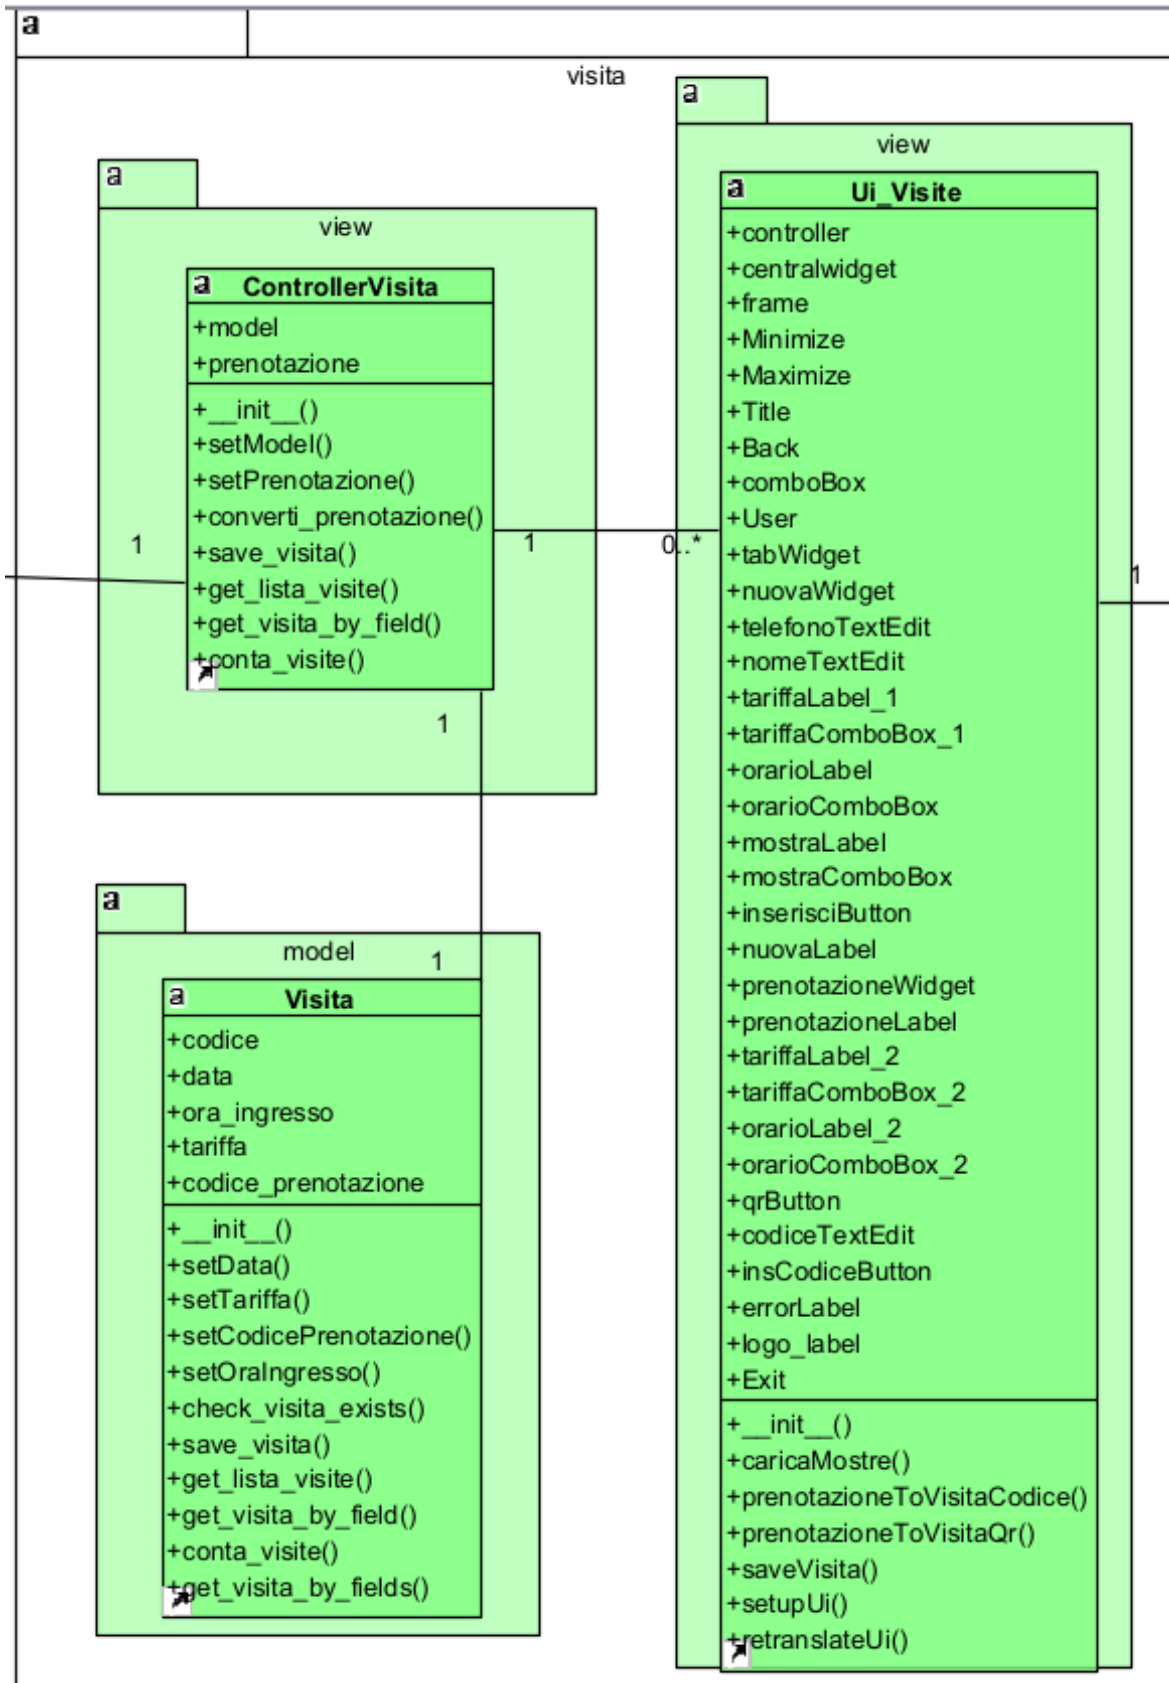 a
visita
a
view
a
ControllerVisita
+model
+prenotazione
+__init__()
+setModel()
+setPrenotazione()
+converti_prenotazione()
+save_visita()
+get_lista_visite()
+get_visita_by_field()
+conta_visite()
1
1
0..*
1
1
a
model
1
a
Visita
+codice
+data
+ora_ingresso
+tariffa
+codice_prenotazione
+__init__()
+setData()
+setTariffa()
+setCodicePrenotazione()
+setOraIngresso()
+check_visita_exists()
+save_visita()
+get_lista_visite()
+get_visita_by_field()
+conta_visite()
+get_visita_by_fields()
a
view
a
Ui_Visite
+controller
+centralwidget
+frame
+Minimize
+Maximize
+Title
+Back
+comboBox
+User
+tabWidget
+nuovaWidget
+telefonoTextEdit
+nomeTextEdit
+tariffaLabel_1
+tariffaComboBox_1
+orarioLabel
+orarioComboBox
+mostraLabel
+mostraComboBox
+inserisciButton
+nuovaLabel
+prenotazioneWidget
+prenotazioneLabel
+tariffaLabel_2
+tariffaComboBox_2
+orarioLabel_2
+orarioComboBox_2
+qrButton
+codiceTextEdit
+insCodiceButton
+errorLabel
+logo_label
+Exit
+__init__()
+caricaMostre()
+prenotazioneToVisitaCodice()
+prenotazioneToVisitaQr()
+saveVisita()
+setupUi()
+retranslateUi()